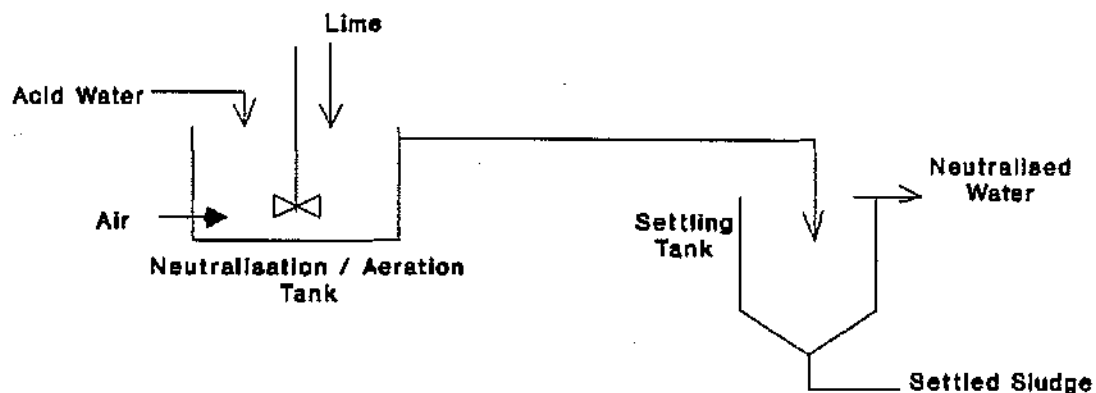 Lime
Acid Water
Air
Neutralisation / Aeration
Tank
Settling
Tank
Neutralised
Water
Settled Sludge